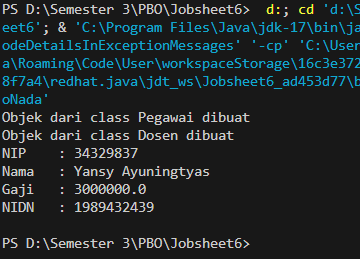 PS D:\Semester 3\PBO\Jobsheet6> d:; cd 'd:\S
eet6'; & 'C:\Program Files\Java\jdk-17\bin\ja
odeDetailsInExceptionMessages' '-cp' 'C:\User
a\Roaming\Code\User\workspaceStorage\16c3e372
8f7a4\redhat.java\jdt_ws\Jobsheet6_ad453d77\b
oNada'
Objek dari class Pegawai dibuat
Objek dari class Dosen dibuat
NIP : 34329837
Nama : Yansy Ayuningtyas
Gaji : 3000000.0
NIDN : 1989432439
PS D:\Semester 3\PBO\Jobsheet6>